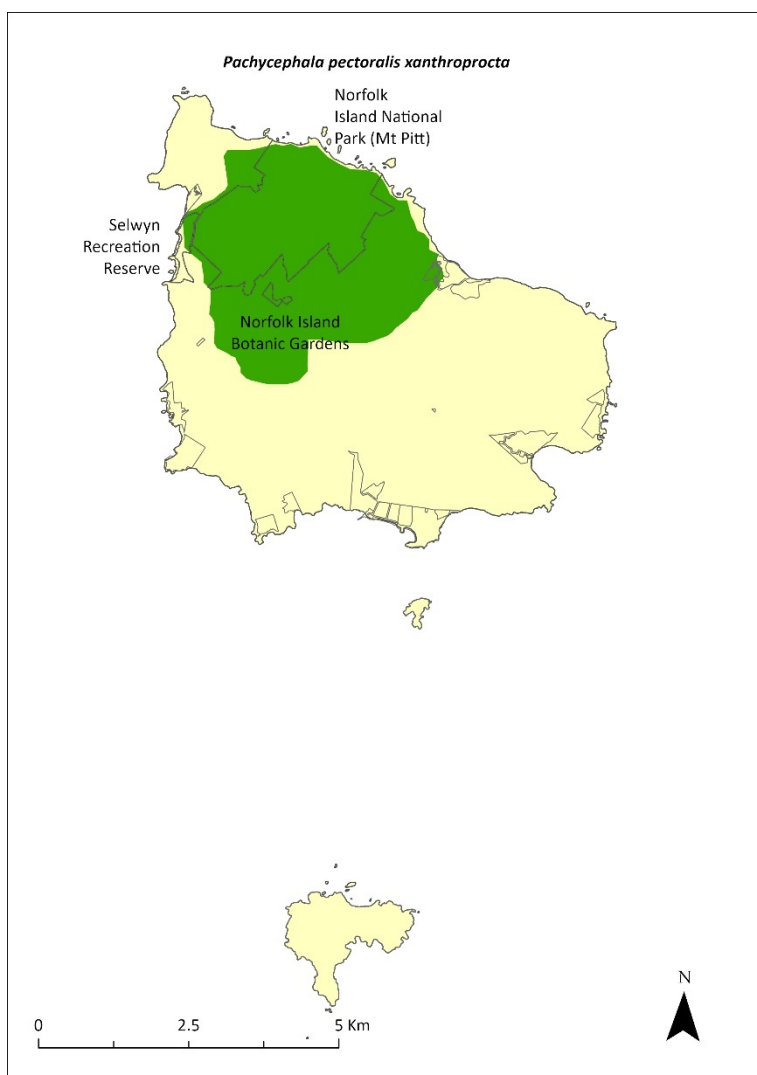 Pachycephala pectoralis xanthroprocta
Norfolk
Island National
Park (Mt Pitt)
Selwyn
Recreation
Reserve
Norfolk Island
Botanic Gardens
N
0 2.5 5 Km